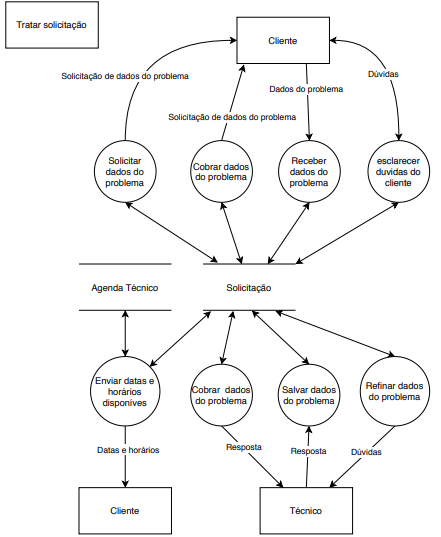 Tratar solicitação
Cliente
Solicitação de dados do problema
Dúvidas
Dados do problema
Solicitação de dados do problema
Solicitar
dados do
problema
Cobrar dados
do problema
Receber
dados do
problema
esclarecer
duvidas do
cliente
Agenda Técnico
Solicitação
Enviar datas e
horários
disponíves
Cobrar dados
do problema
Salvar dados
do problema
Refinar dados
do problema
Datas e horários
Resposta
Resposta
Dúvidas
Cliente
Técnico